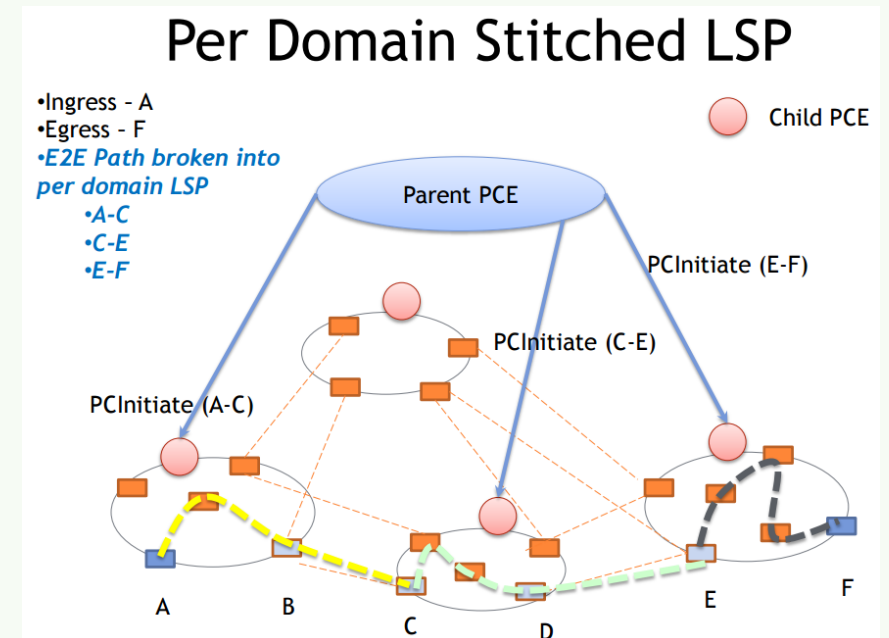 Per Domain Stitched LSP
•Ingress – A
•Egress – F
•E2E Path broken into
per domain LSP
•A-C
•C-E
•E-F
Child PCE
Parent PCE
PCInitiate (E-F)
PCInitiate (C-E)
PCInitiate (A-C)
A
B
C
D
E
F